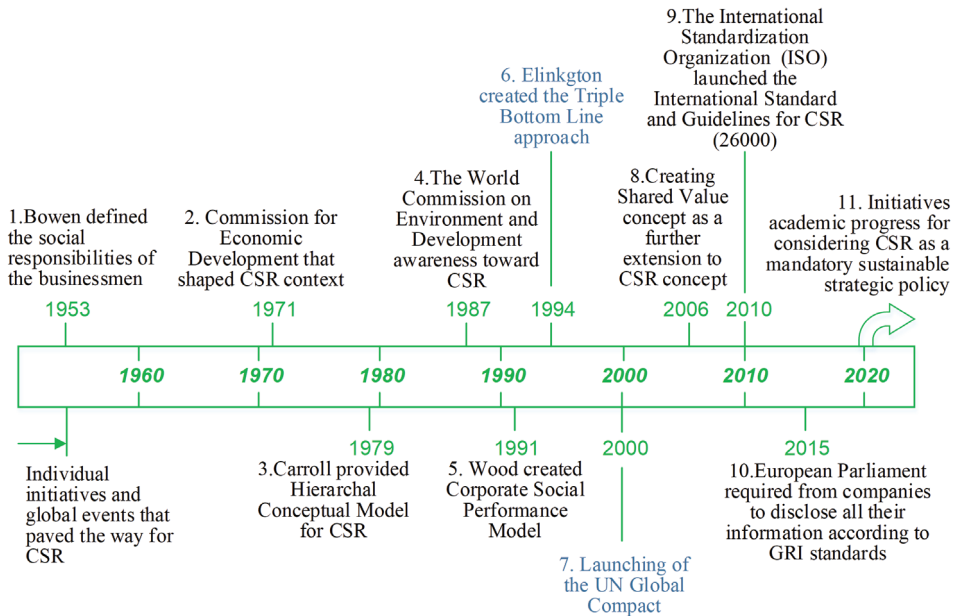 1.Bowen defined
the social
responsibilities of
the businessmen
1953
2. Commission for
Economic
Development that
shaped CSR context
1971
4.The World
Commission on
Environment and
Development
awareness toward
CSR
1987
6. Elinkgton
created the Triple
Bottom Line
approach
1994
8.Creating
Shared Value
concept as a
further
extension to
CSR concept
2006
9.The International
Standardization
Organization (ISO)
launched the
International Standard
and Guidelines for CSR
(26000)
2010
11. Initiatives
academic progress for
considering CSR as a
mandatory sustainable
strategic policy
1960
1970
1980
1990
2000
2010
2020
Individual
initiatives and
global events that
paved the way for
CSR
1979
3.Carroll provided
Hierarchal
Conceptual Model
for CSR
1991
5. Wood created
Corporate Social
Performance
Model
2000
7. Launching of
the UN Global
Compact
2015
10.European Parliament
required from companies
to disclose all their
information according to
GRI standards